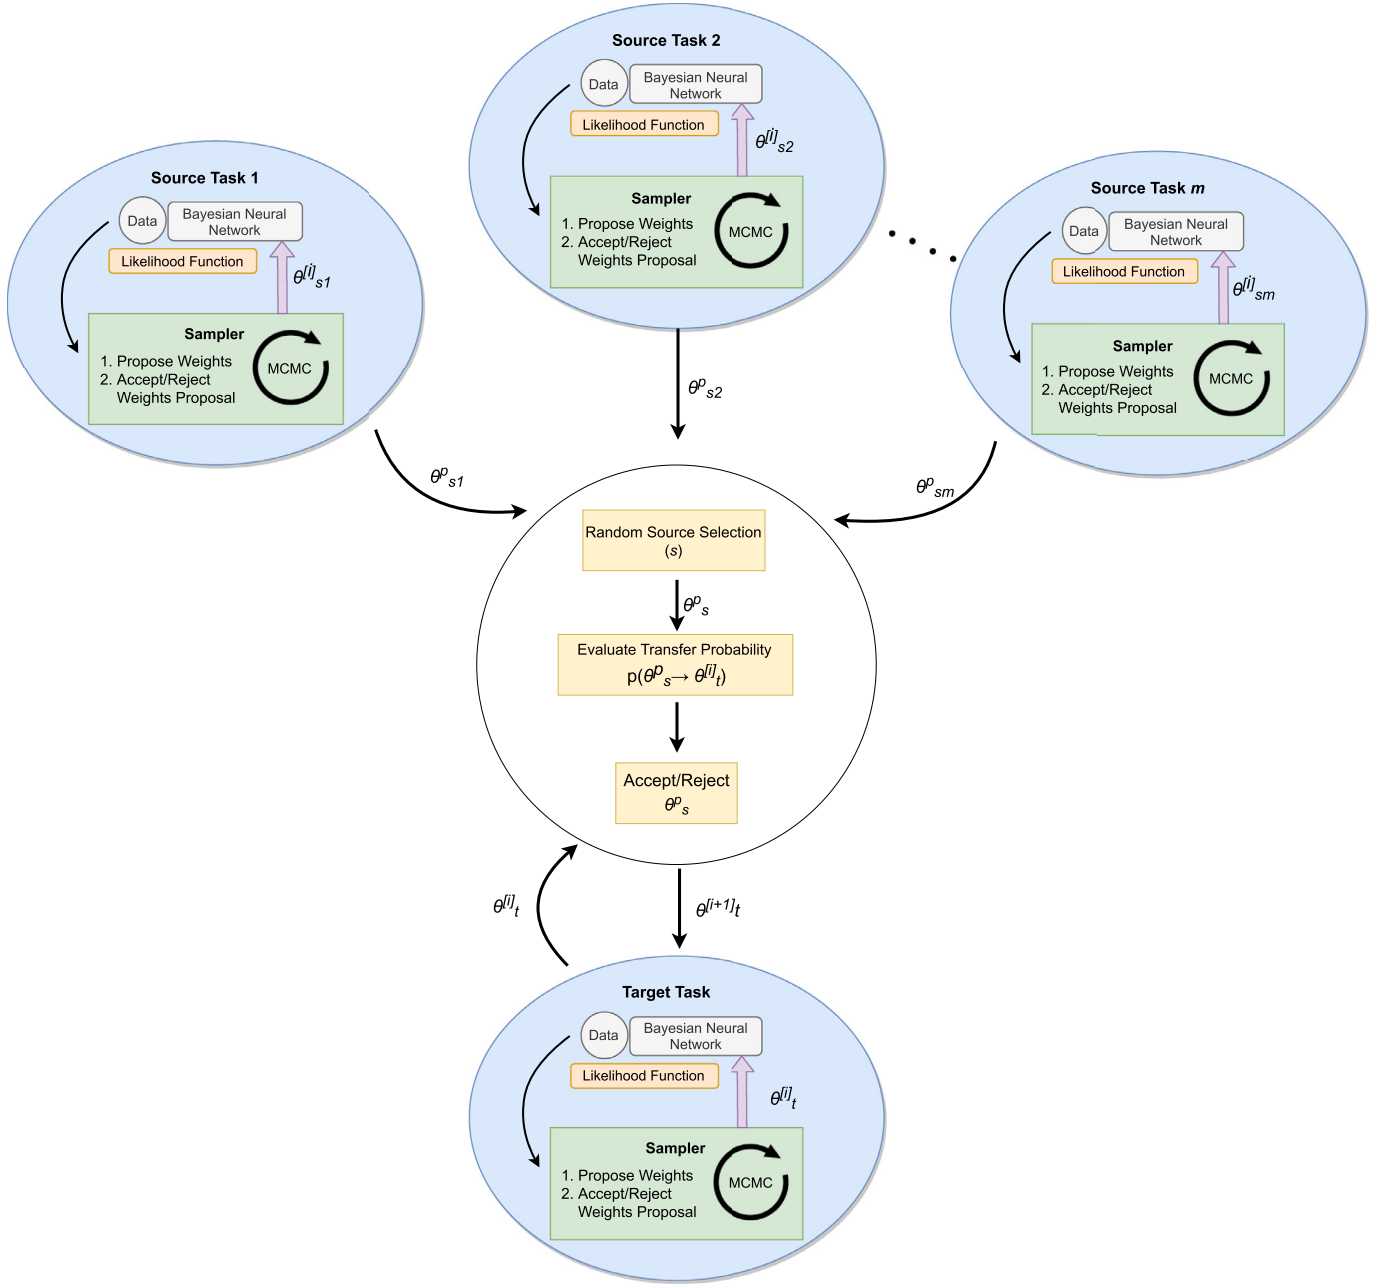 Source Task 2
Data
Bayesian Neural
Network
Likelihood Function
θ[i]s2
Sampler
1. Propose Weights
2. Accept/Reject
Weights Proposal
MCMC
Source Task 1
Data
Bayesian Neural
Network
Likelihood Function
θ[i]s1
Sampler
1. Propose Weights
2. Accept/Reject
Weights Proposal
MCMC
Source Task m
Data
Bayesian Neural
Network
Likelihood Function
θ[i]sm
Sampler
1. Propose Weights
2. Accept/Reject
Weights Proposal
MCMC
θps1
θps2
θpsm
Random Source Selection
(s)
θps
Evaluate Transfer Probability
p(θps→ θ[i]t)
Accept/Reject
θps
θ[i]t
θ[i+1]t
Target Task
Data
Bayesian Neural
Network
Likelihood Function
θ[i]t
Sampler
1. Propose Weights
2. Accept/Reject
Weights Proposal
MCMC